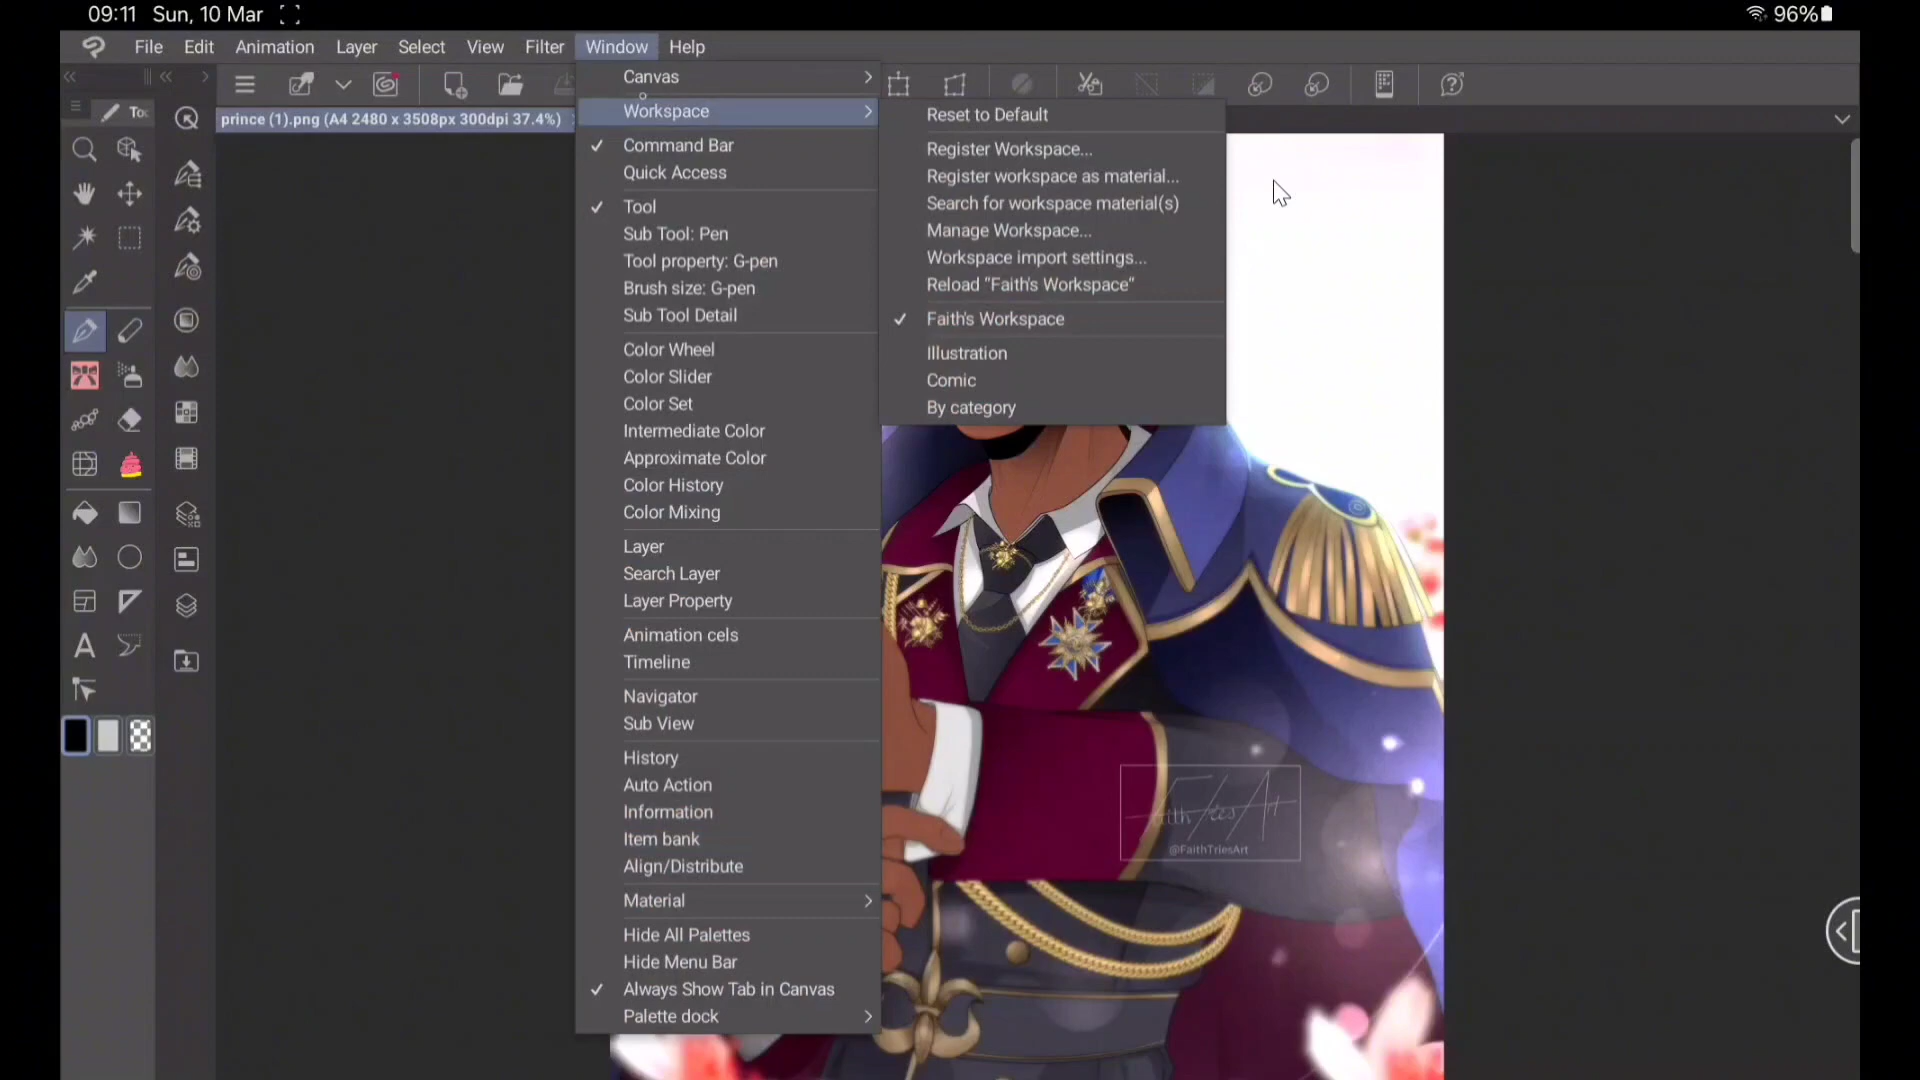 09:11 Sun, 10 Mar
96%
File Edit Animation Layer Select View Filter Window Help
prince (1).png (A4 2480 x 3508px 300dpi 37.4%)
Canvas
Workspace
Command Bar
Quick Access
Tool
Sub Tool: Pen
Tool property: G-pen
Brush size: G-pen
Sub Tool Detail
Color Wheel
Color Slider
Color Set
Intermediate Color
Approximate Color
Color History
Color Mixing
Layer
Search Layer
Layer Property
Animation cels
Timeline
Navigator
Sub View
History
Auto Action
Information
Item bank
Align/Distribute
Material
Hide All Palettes
Hide Menu Bar
Always Show Tab in Canvas
Palette dock
Reset to Default
Register Workspace...
Register workspace as material...
Search for workspace material(s)
Manage Workspace...
Workspace import settings...
Reload “Faith's Workspace”
Faith's Workspace
Illustration
Comic
By category
Faith Tries Art
@FaithTriesArt